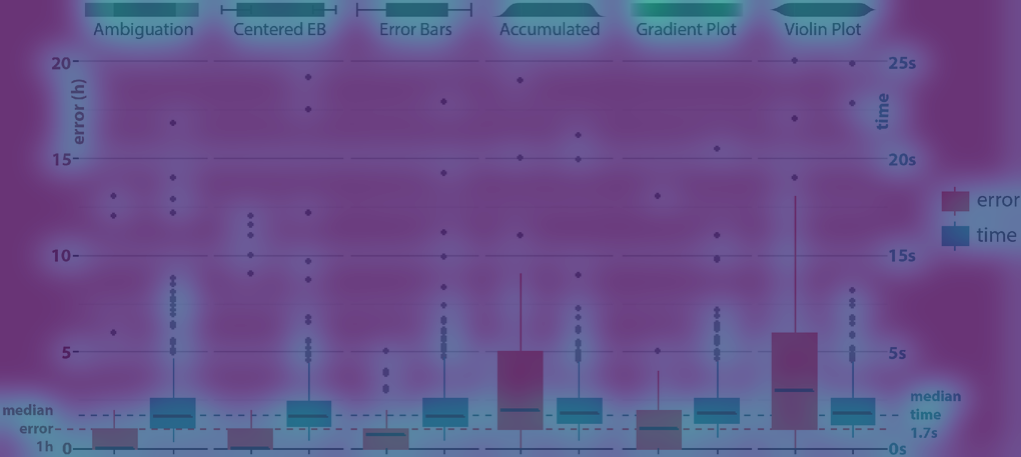 Ambiguation Centered EB Error Bars Accumulated Gradient Plot Violin Plot
20 25s
error (h) time
15 20s
error
time
10 15s
5 5s
median
error
1h
0
median
time
1.7s
0s